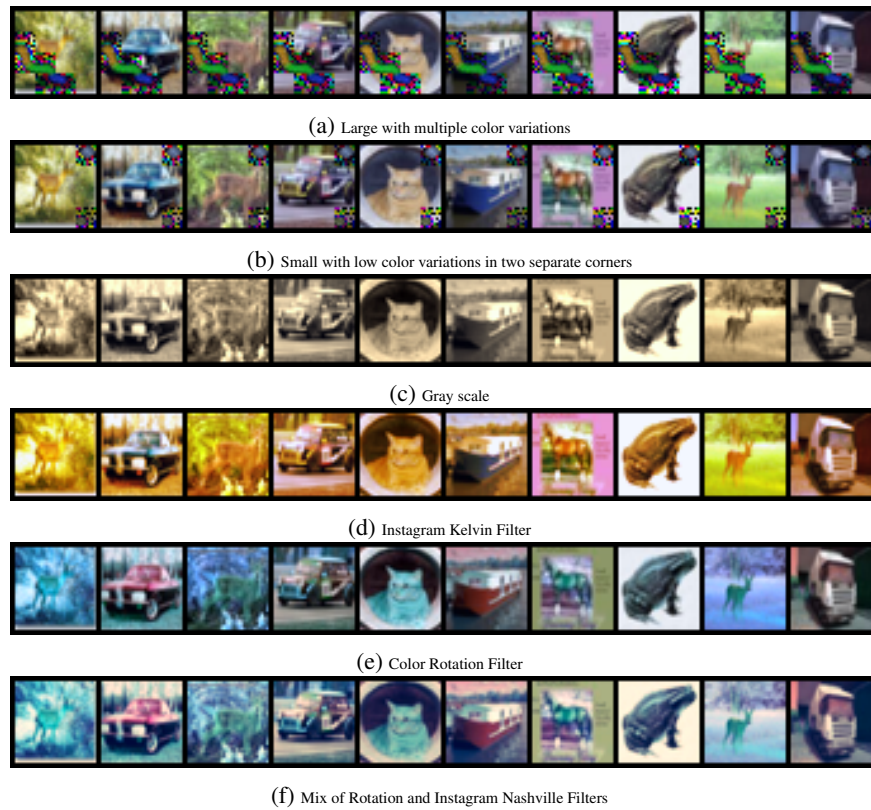 (a) Large with multiple color variations
(b) Small with low color variations in two separate corners
(c) Gray scale
(d) Instagram Kelvin Filter
(e) Color Rotation Filter
(f) Mix of Rotation and Instagram Nashville Filters